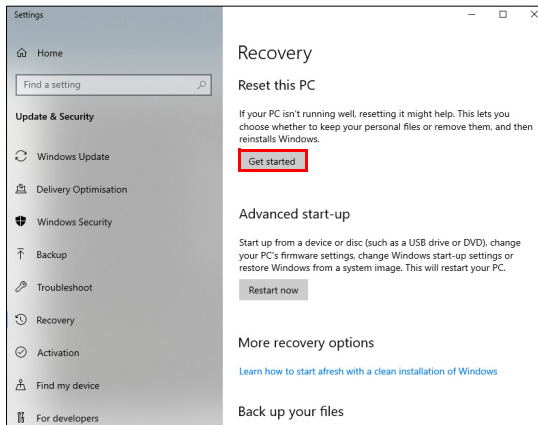 Settings
Home
Find a setting
Update & Security
Windows Update
Delivery Optimisation
Windows Security
Backup
Troubleshoot
Recovery
Activation
Find my device
For developers
Recovery
Reset this PC
If your PC isn't running well, resetting it might help. This lets you
choose whether to keep your personal files or remove them, and then
reinstalls Windows.
Get started
Advanced start-up
Start up from a device or disc (such as a USB drive or DVD), change
your PC's firmware settings, change Windows start-up settings or
restore Windows from a system image. This will restart your PC.
Restart now
More recovery options
Learn how to start afresh with a clean installation of Windows
Back up your files